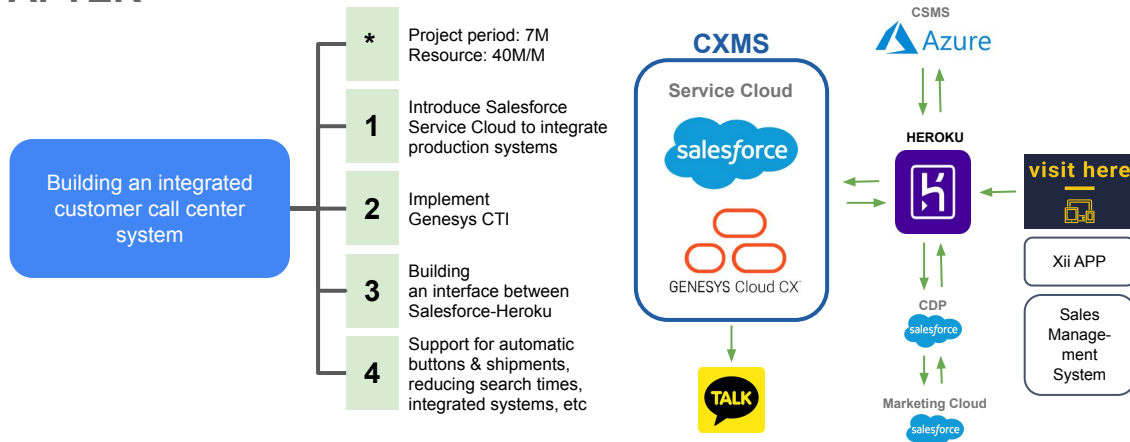 AFTER
Building an integrated
customer call center
system
*
Project period: 7M
Resource: 40M/M
1
Introduce Salesforce
Service Cloud to integrate
production systems
2
Implement
Genesys CTI
3
Building
an interface between
Salesforce-Heroku
4
Support for automatic
buttons & shipments,
reducing search times,
integrated systems, etc
CXMS
Service Cloud
salesforce
GENESYS Cloud CX™
TALK
CSMS
Azure
HEROKU
CDP
salesforce
Marketing Cloud
salesforce
visit here
Xii APP
Sales
Manage-
ment
System